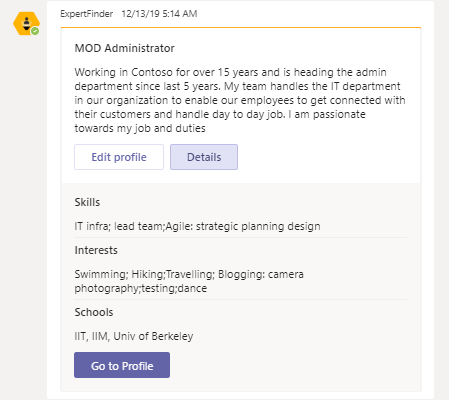 ExpertFinder 12/13/19 5:14 AM
MOD Administrator
Working in Contoso for over 15 years and is heading the admin
department since last 5 years. My team handles the IT department
in our organization to enable our employees to get connected with
their customers and handle day to day job. I am passionate
towards my job and duties
Edit profile Details
Skills
IT infra; lead team;Agile: strategic planning design
Interests
Swimming; Hiking;Travelling; Blogging: camera
photography;testing;dance
Schools
IIT, IIM, Univ of Berkeley
Go to Profile